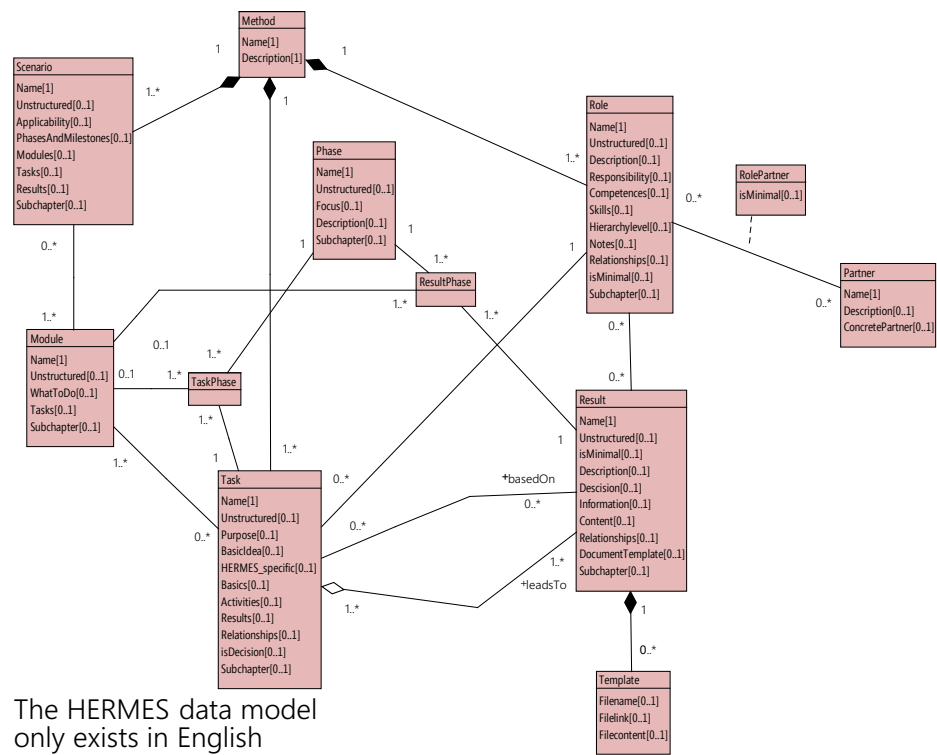 Method
Name[1]
Description[1]
1
1
1
Scenario
Name[1]
Unstructured[0..1]
Applicability[0..1]
PhasesAndMilestones[0..1]
Modules[0..1]
Tasks[0..1]
Results[0..1]
Subchapter[0..1]
1..*
0..*
1..*
Phase
Name[1]
Unstructured[0..1]
Focus[0..1]
Description[0..1]
Subchapter[0..1]
1
1
1..*
1..*
ResultPhase
1..*
1..*
Role
Name[1]
Unstructured[0..1]
Description[0..1]
Responsibility[0..1]
Competences[0..1]
Skills[0..1]
Hierarchylevel[0..1]
Notes[0..1]
Relationships[0..1]
isMinimal[0..1]
Subchapter[0..1]
1..*
1
0..*
0..*
RolePartner
isMinimal[0..1]
0..*
Partner
Name[1]
Description[0..1]
ConcretePartner[0..1]
Module
Name[1]
Unstructured[0..1]
WhatToDo[0..1]
Tasks[0..1]
Subchapter[0..1]
0..1
0..1
1..*
1..*
TaskPhase
1..*
1
1..*
0..*
Task
Name[1]
Unstructured[0..1]
Purpose[0..1]
BasicIdea[0..1]
HERMES_specific[0..1]
Basics[0..1]
Activities[0..1]
Results[0..1]
Relationships[0..1]
isDecision[0..1]
Subchapter[0..1]
0..*
0..*
1..*
+basedOn
0..*
+leadsTo
1..*
1
0..*
Result
Name[1]
Unstructured[0..1]
isMinimal[0..1]
Description[0..1]
Descision[0..1]
Information[0..1]
Content[0..1]
Relationships[0..1]
DocumentTemplate[0..1]
Subchapter[0..1]
1
0..*
Template
Filename[0..1]
Filelink[0..1]
Filecontent[0..1]
The HERMES data model
only exists in English